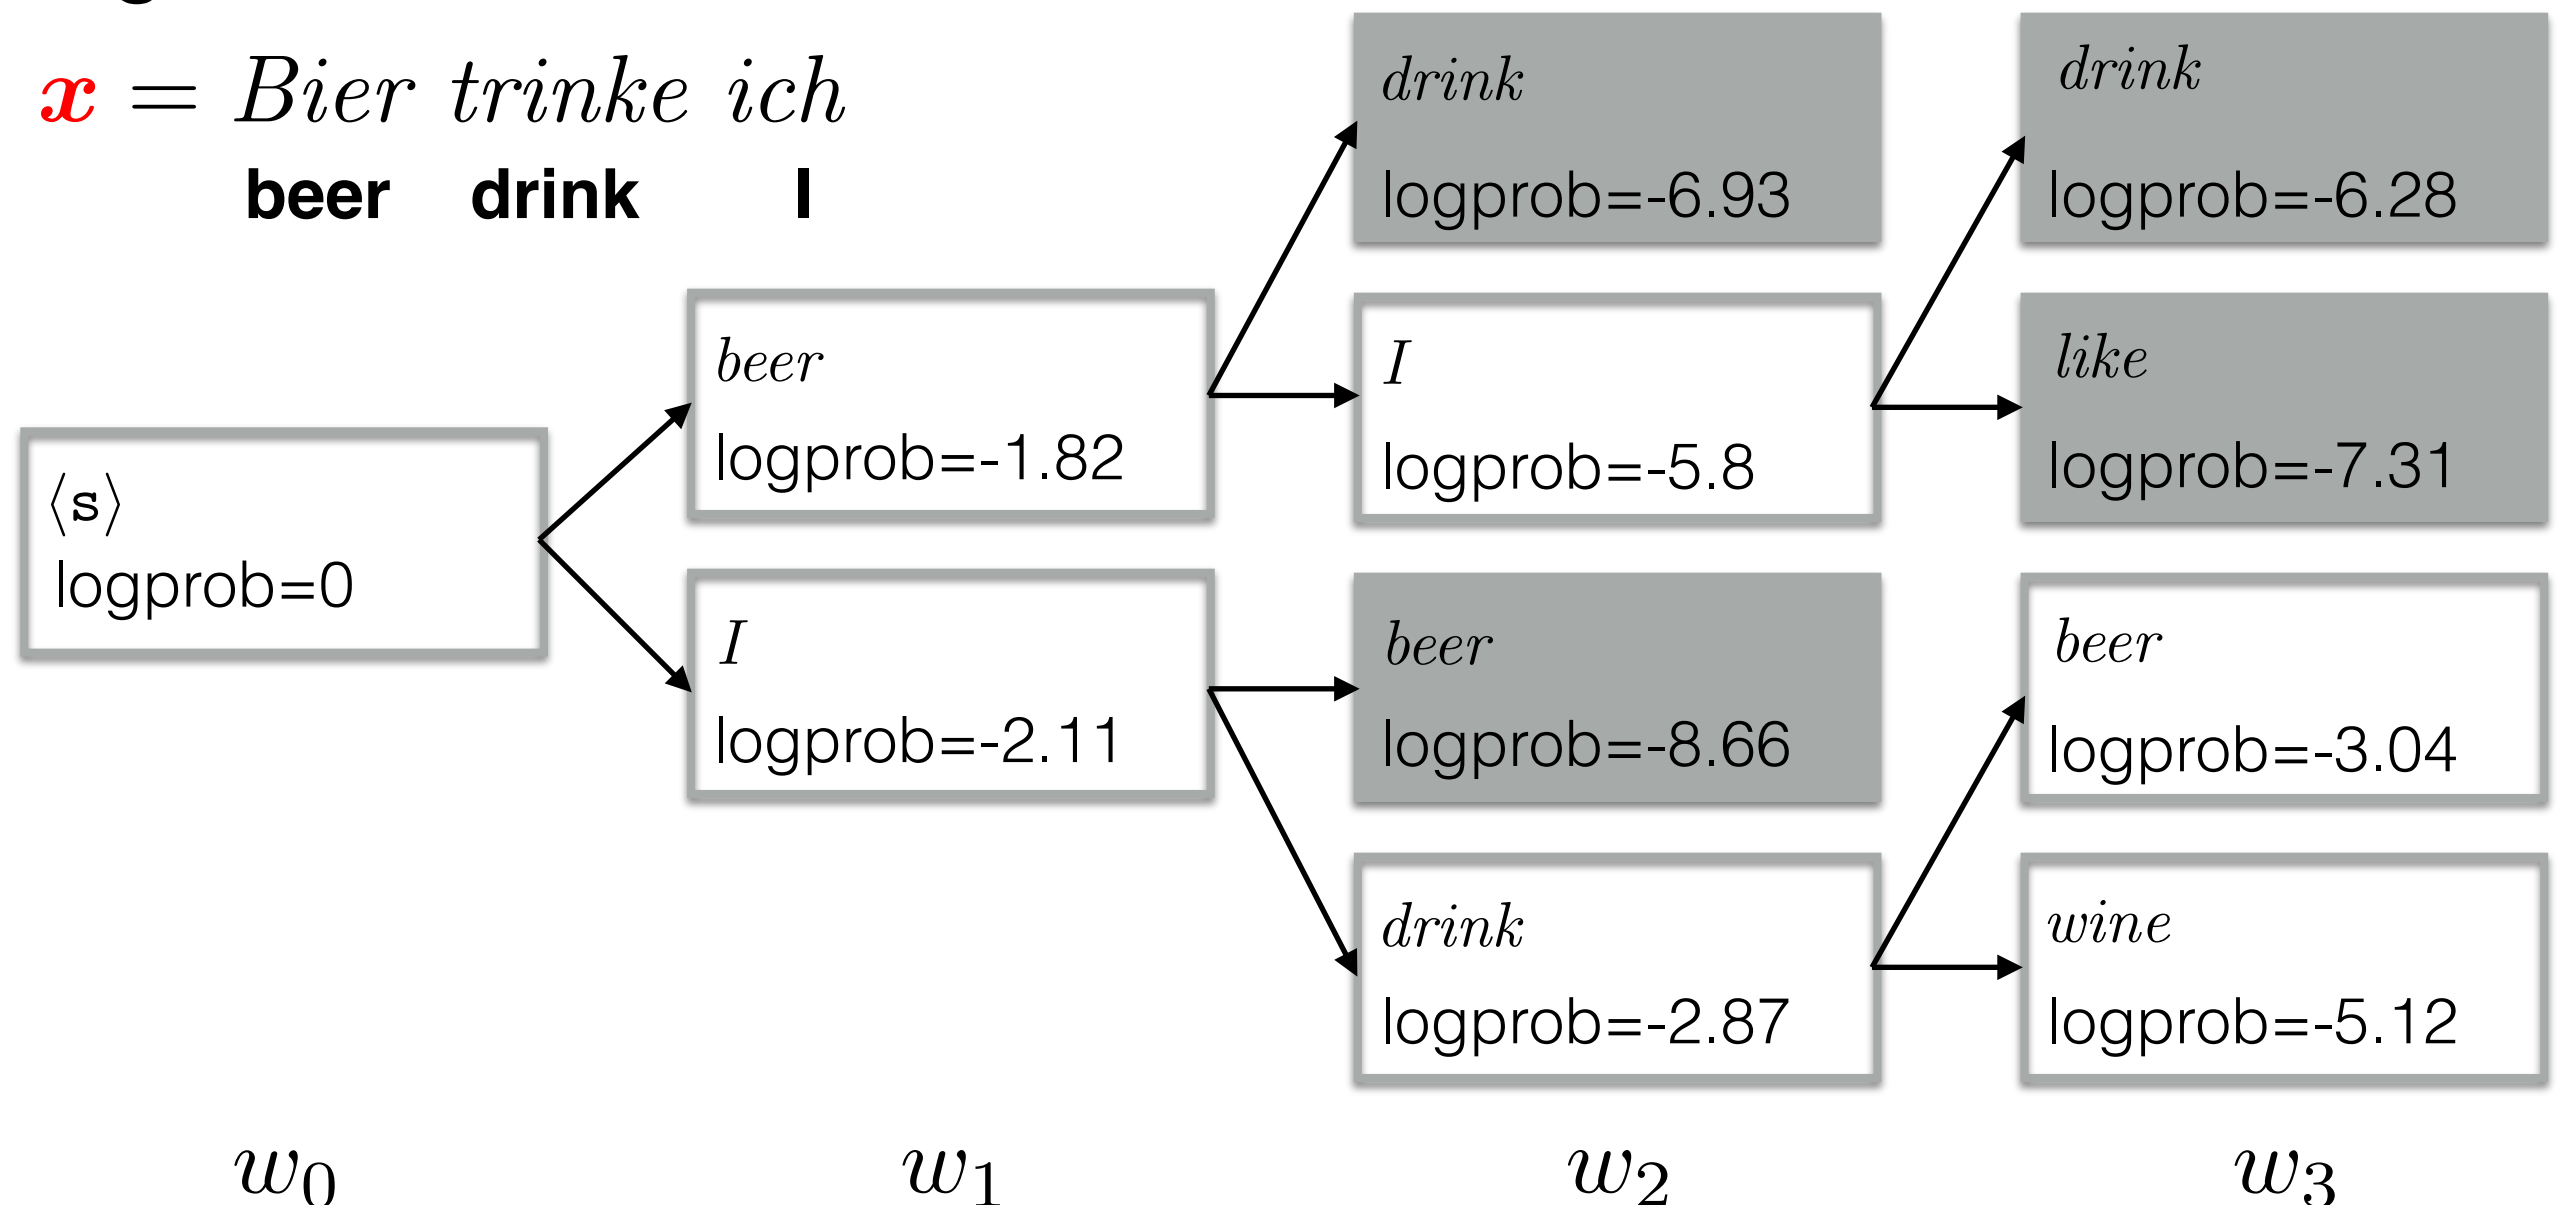 x = Bier trinke ich
beer drink I
⟨s⟩
logprob=0
beer
logprob=-1.82
I
logprob=-2.11
drink
logprob=-6.93
I
logprob=-5.8
beer
logprob=-8.66
drink
logprob=-2.87
drink
logprob=-6.28
like
logprob=-7.31
beer
logprob=-3.04
wine
logprob=-5.12
w0 w1 w2 w3